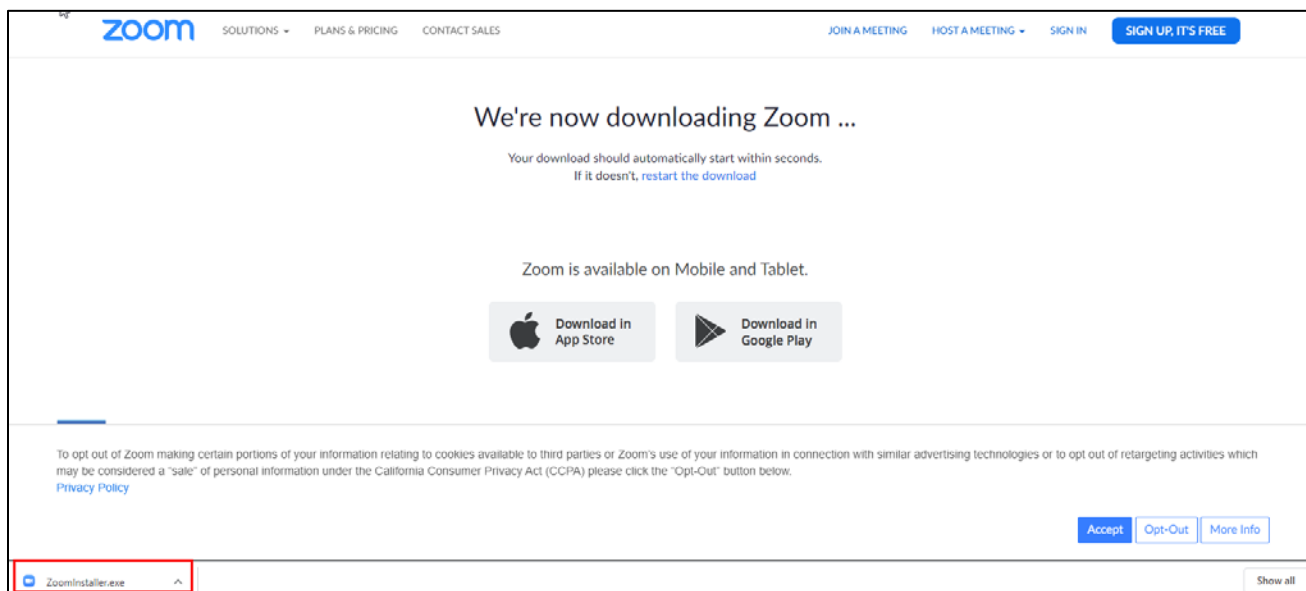 zoom SOLUTIONS PLANS & PRICING CONTACT SALES JOIN A MEETING HOST A MEETING SIGN IN SIGN UP, IT'S FREE
We're now downloading Zoom ...
Your download should automatically start within seconds.
If it doesn't, restart the download
Zoom is available on Mobile and Tablet.
Download in
App Store
Download in
Google Play
To opt out of Zoom making certain portions of your information relating to cookies available to third parties or Zoom's use of your information in connection with similar advertising technologies or to opt out of retargeting activities which
may be considered a "sale" of personal information under the California Consumer Privacy Act (CCPA) please click the "Opt-Out" button below.
Privacy Policy
Accept Opt-Out More Info
ZoomInstaller.exe Show all